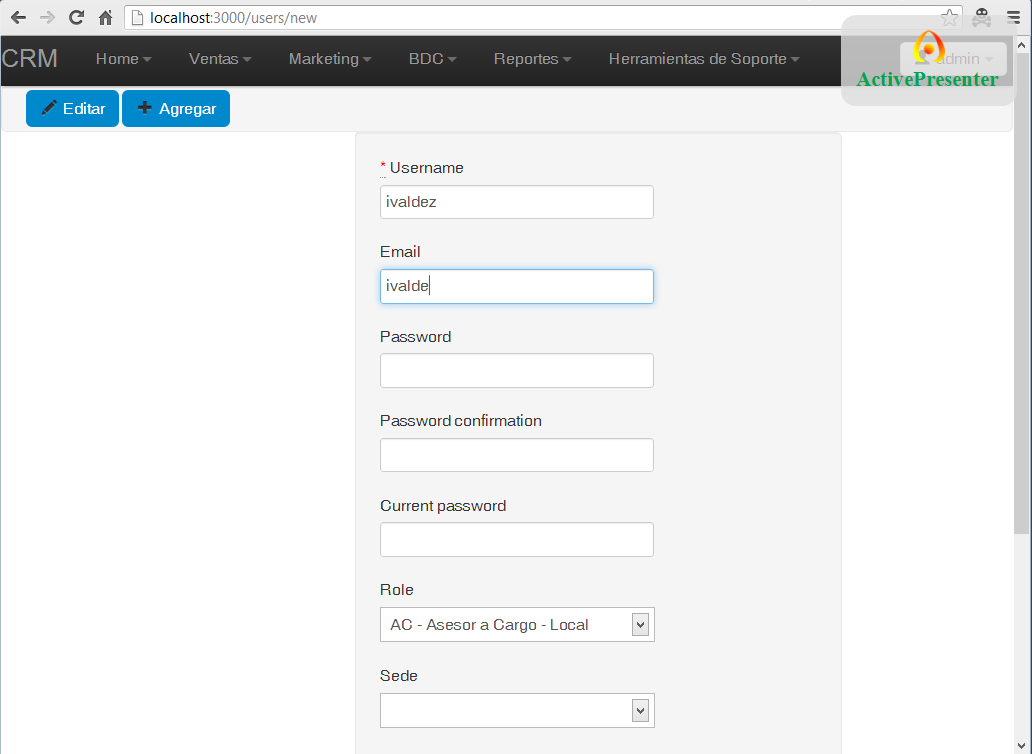 localhost:3000/users/new
CRM Home Ventas Marketing BDC Reportes Herramientas de Soporte admin
ActivePresenter
Editar Agregar
* Username
ivaldez
Email
ivalde
Password
Password confirmation
Current password
Role
AC - Asesor a Cargo - Local
Sede